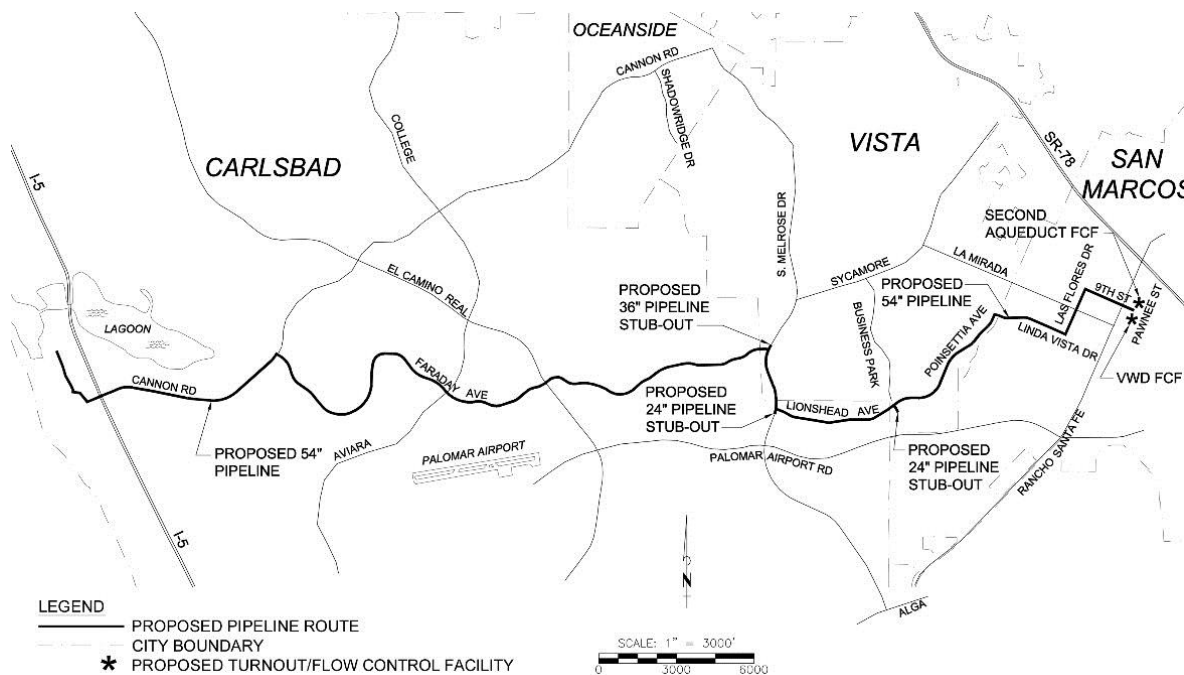 OCEANSIDE
CANNON RD
SHADOWRIDGE DR
COLLEGE
CARLSBAD
VISTA
SR-78
SAN
MARCOS
I-5
S. MELROSE DR
SECOND
AQUEDUCT FCF
LA MIRADA
SYCAMORE
LAS FLORES DR
EL CAMINO REAL
PROPOSED
36" PIPELINE
STUB-OUT
PROPOSED
54" PIPELINE
9TH ST
PAWNEE ST
LAGOON
BUSINESS PARK
POINSETTIA AVE
LINDA VISTA DR
CANNON RD
FARADAY AVE
VWD FCF
PROPOSED
24" PIPELINE
STUB-OUT
LIONSHEAD AVE
PROPOSED 54"
PIPELINE
AVIARA
PALOMAR AIRPORT
PALOMAR AIRPORT RD
PROPOSED
24" PIPELINE
STUB-OUT
RANCHO SANTA FE
I-5
N
ALGA
LEGEND
PROPOSED PIPELINE ROUTE
CITY BOUNDARY
* PROPOSED TURNOUT/FLOW CONTROL FACILITY
SCALE: 1" = 3000'
0 3000 6000